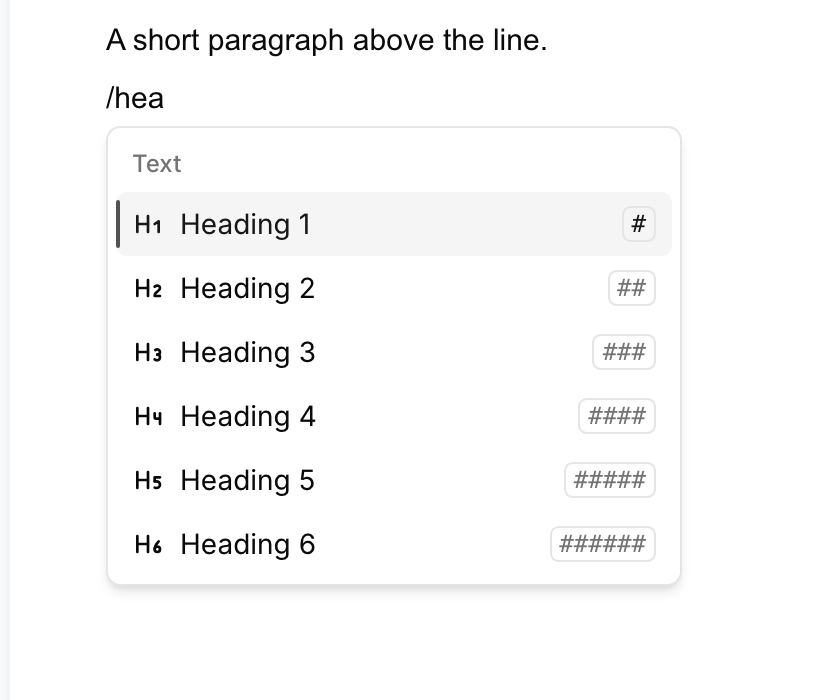 A short paragraph above the line.
/hea
Text
H1 Heading 1 #
H2 Heading 2 ##
H3 Heading 3 ###
H4 Heading 4 ####
H5 Heading 5 #####
H6 Heading 6 ######